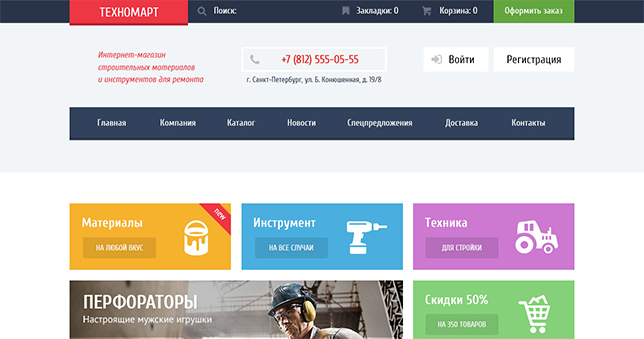 ТЕХНОМАРТ
Поиск:
Закладки: 0
Корзина: 0
Оформить заказ
Интернет-магазин
строительных материалов
и инструментов для ремонта
+7 (812) 555-05-55
г. Санкт-Петербург, ул. Б. Конюшенная, д. 19/8
Войти
Регистрация
Главная
Компания
Каталог
Новости
Спецпредложения
Доставка
Контакты
Материалы
new
НА ЛЮБОЙ ВКУС
Инструмент
НА ВСЕ СЛУЧАИ
Техника
ДЛЯ СТРОЙКИ
ПЕРФОРАТОРЫ
Настоящие мужские игрушки
Скидки 50%
НА 350 ТОВАРОВ